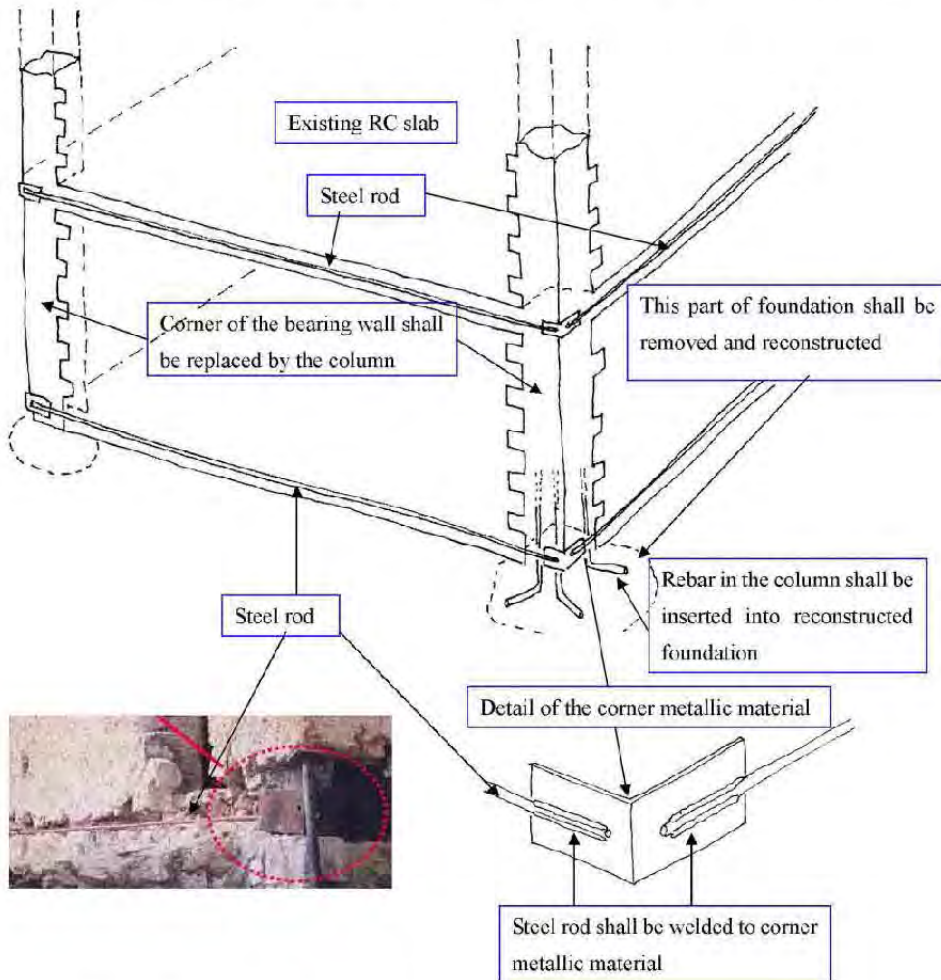 Existing RC slab
Steel rod
Corner of the bearing wall shall
be replaced by the column
This part of foundation shall be
removed and reconstructed
Rebar in the column shall be
inserted into reconstructed
foundation
Steel rod
Detail of the corner metallic material
Steel rod shall be welded to corner
metallic material